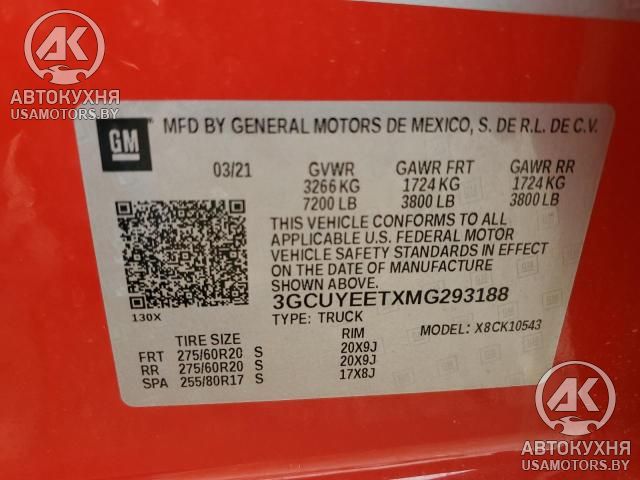 AK
АВТОКУХНЯ
USAMOTORS.BY
GM
MFD BY GENERAL MOTORS DE MEXICO, S. DE R.L. DE C.V.
03/21 GVWR GAWR FRT GAWR RR
3266 KG 1724 KG 1724 KG
7200 LB 3800 LB 3800 LB
THIS VEHICLE CONFORMS TO ALL
APPLICABLE U.S. FEDERAL MOTOR
VEHICLE SAFETY STANDARDS IN EFFECT
ON THE DATE OF MANUFACTURE
3GCUYEETXMG293188
130X
TYPE: TRUCK MODEL: X8CK10543
TIRE SIZE RIM
FRT 275/60R20 S 20X9J
RR 275/60R20 S 20X9J
SPA 255/80R17 S 17X8J
AK
АВТОКУХНЯ
USAMOTORS.BY